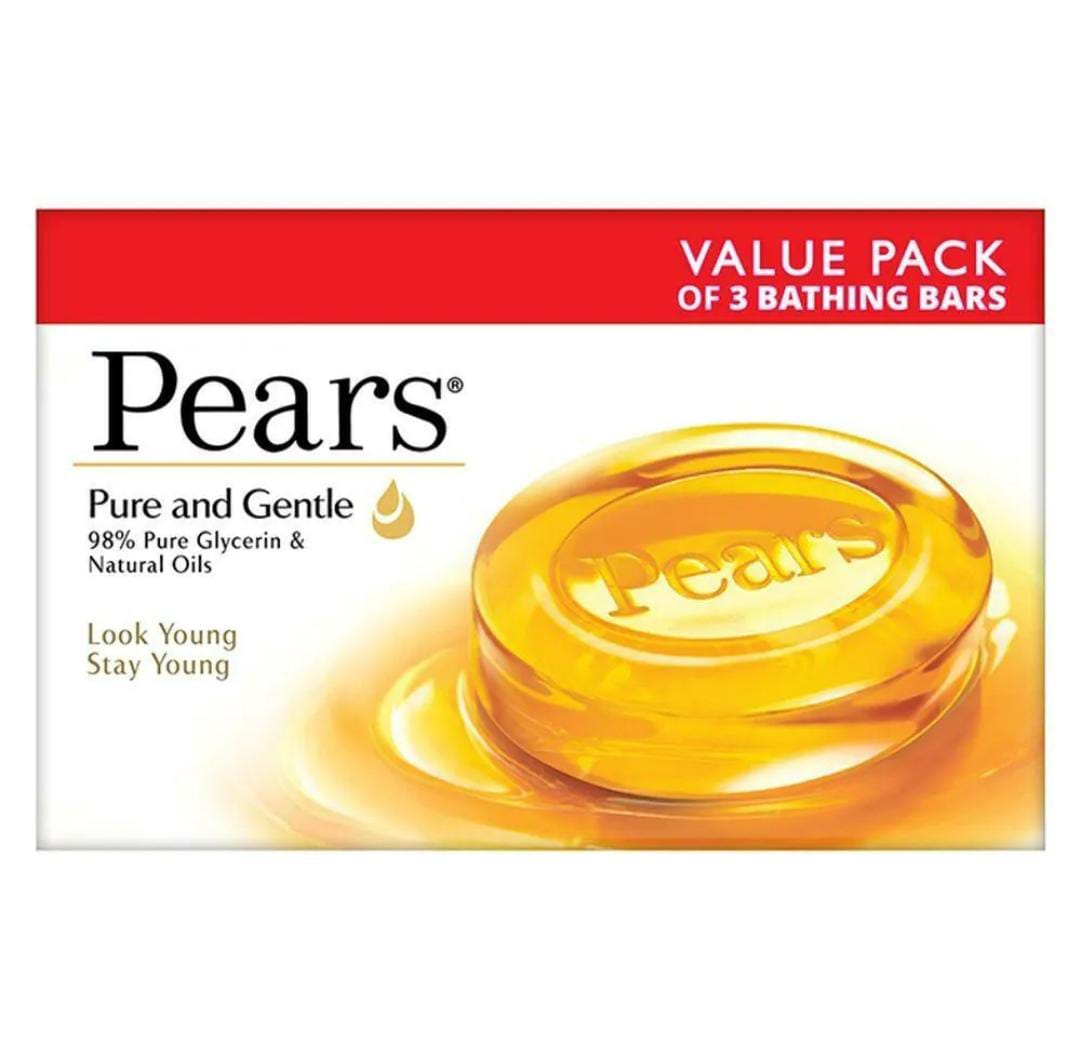 VALUE PACK
OF 3 BATHING BARS
Pears®
Pure and Gentle
98% Pure Glycerin &
Natural Oils
Look Young
Stay Young
Pears